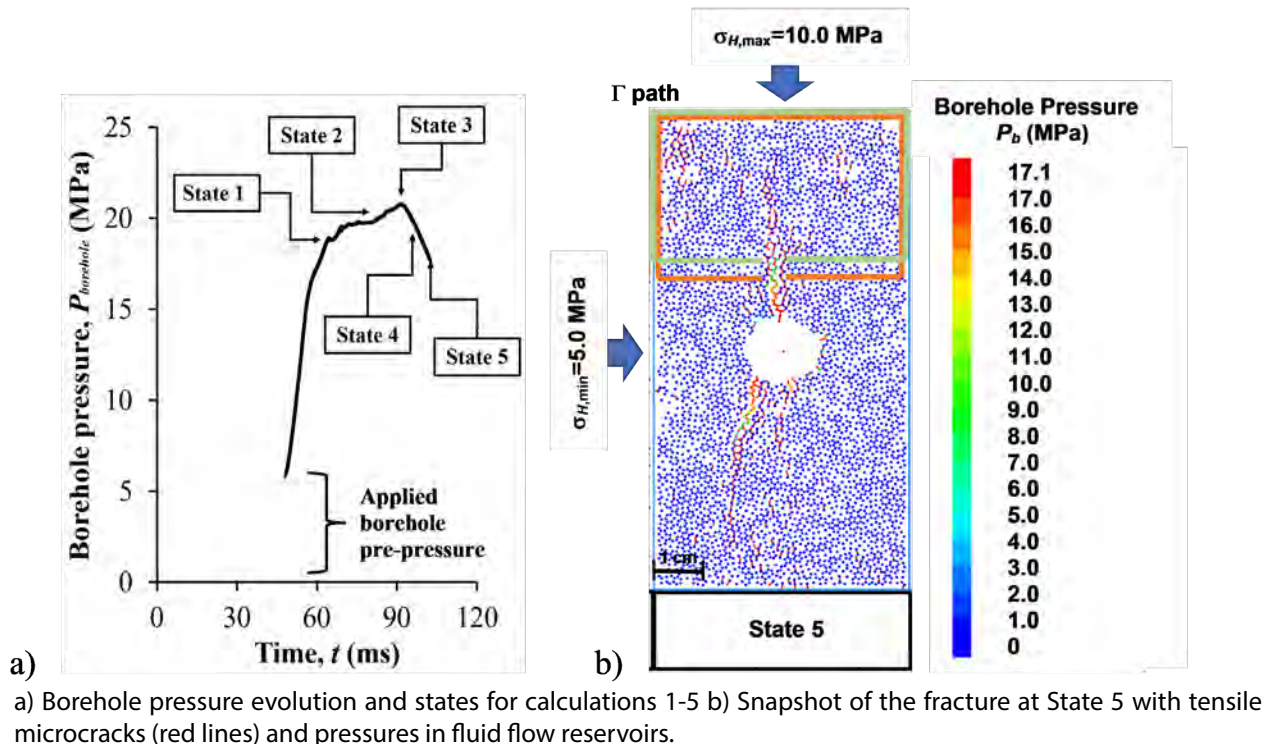 25
20
15
10
5
0
0
30
60
90
120
Borehole pressure, P_borehole (MPa)
Time, t (ms)
State 1
State 2
State 3
State 4
State 5
Applied
borehole
pre-pressure
a)
σH,max=10.0 MPa
Γ path
σH,min=5.0 MPa
1 cm
State 5
b)
Borehole Pressure
Pb (MPa)
17.1
17.0
16.0
15.0
14.0
13.0
12.0
11.0
10.0
9.0
8.0
7.0
6.0
5.0
4.0
3.0
2.0
1.0
0
a) Borehole pressure evolution and states for calculations 1-5 b) Snapshot of the fracture at State 5 with tensile
microcracks (red lines) and pressures in fluid flow reservoirs.